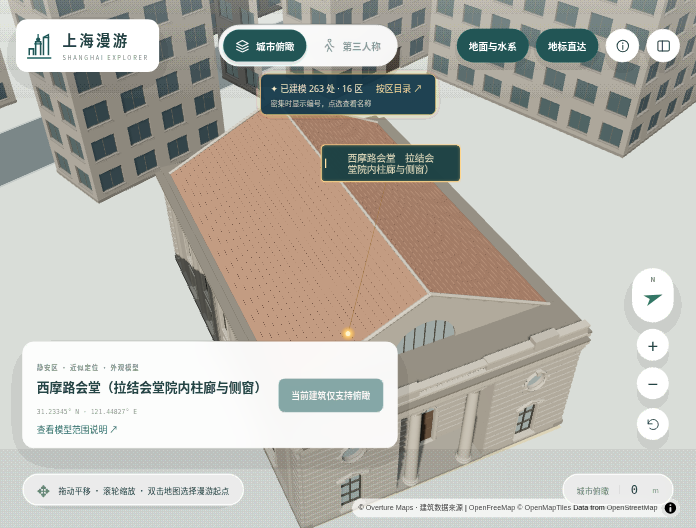 上海漫游
SHANGHAI EXPLORER
城市俯瞰
第三人称
地面与水系
地标直达
✦ 已建模 263 处 · 16 区 按区目录 ↗
密集时显示编号，点选查看名称
西摩路会堂 拉结会
堂院内柱廊与侧窗）
N
静安区 · 近似定位 · 外观模型
西摩路会堂（拉结会堂院内柱廊与侧窗）
31.23345° N · 121.44827° E
查看模型范围说明 ↗
当前建筑仅支持俯瞰
拖动平移 · 滚轮缩放 · 双击地图选择漫游起点
城市俯瞰 0 m
© Overture Maps · 建筑数据来源 | OpenFreeMap © OpenMapTiles Data from OpenStreetMap